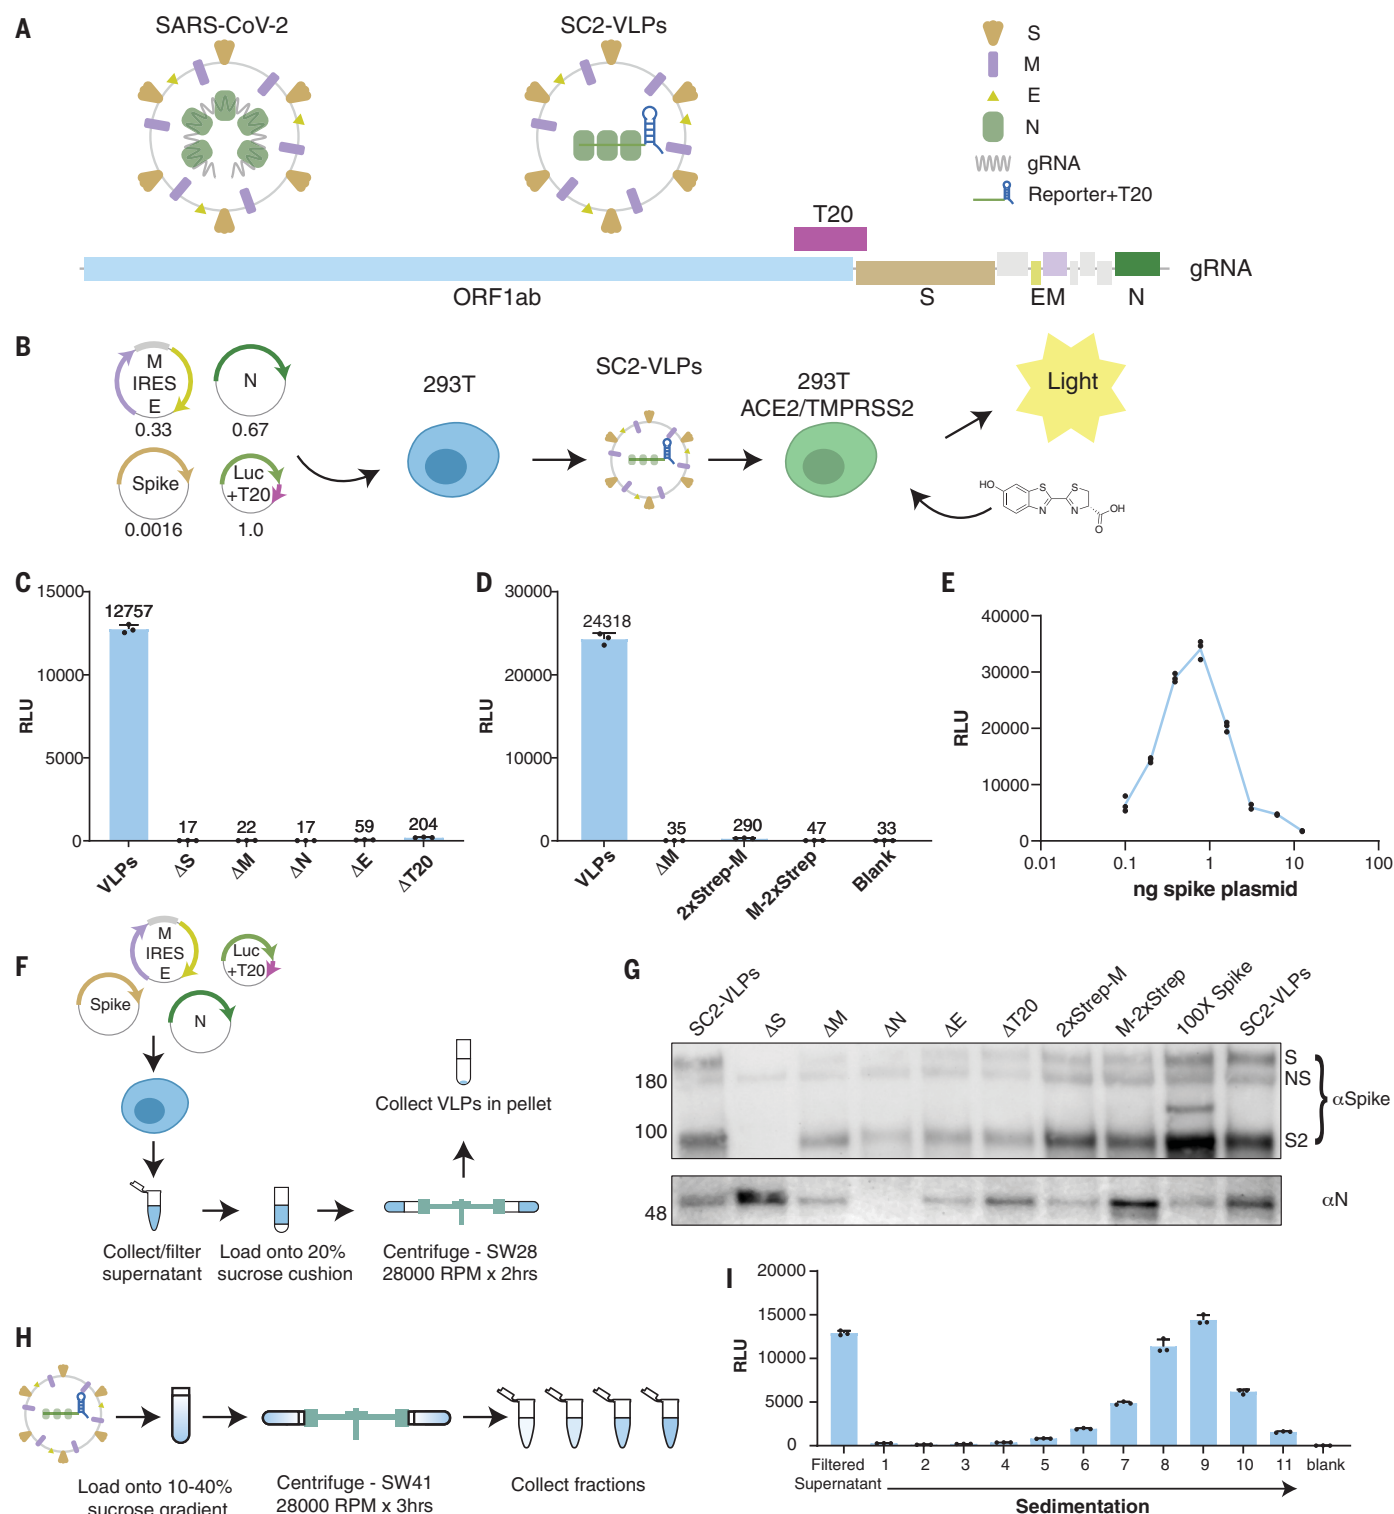 A
SARS-CoV-2
SC2-VLPs
S
M
E
N
gRNA
Reporter+T20
T20
gRNA
ORF1ab
S
EM
N
B
M
IRES
E
0.33
N
0.67
Spike
0.0016
Luc
+T20
1.0
293T
SC2-VLPs
293T
ACE2/TMPRSS2
Light
HO
S
N
S
N
OH
O
C
15000
10000
5000
0
RLU
12757
17
22
17
59
204
VLPs
ΔS
ΔM
ΔN
ΔE
ΔT20
D
30000
20000
10000
0
RLU
24318
35
290
47
33
VLPs
ΔM
2xStrep-M
M-2xStrep
Blank
E
40000
30000
20000
10000
0
RLU
0.01
0.1
1
10
100
ng spike plasmid
F
M
IRES
E
Luc
+T20
Spike
N
Collect VLPs in pellet
Collect/filter
supernatant
Load onto 20%
sucrose cushion
Centrifuge - SW28
28000 RPM x 2hrs
G
SC2-VLPs
ΔS
ΔM
ΔN
ΔE
ΔT20
2xStrep-M
M-2xStrep
100X Spike
SC2-VLPs
180
100
48
S
NS
S2
αSpike
αN
H
Load onto 10-40%
sucrose gradient
Centrifuge - SW41
28000 RPM x 3hrs
Collect fractions
I
20000
15000
10000
5000
0
RLU
Filtered
Supernatant
1
2
3
4
5
6
7
8
9
10
11
blank
Sedimentation